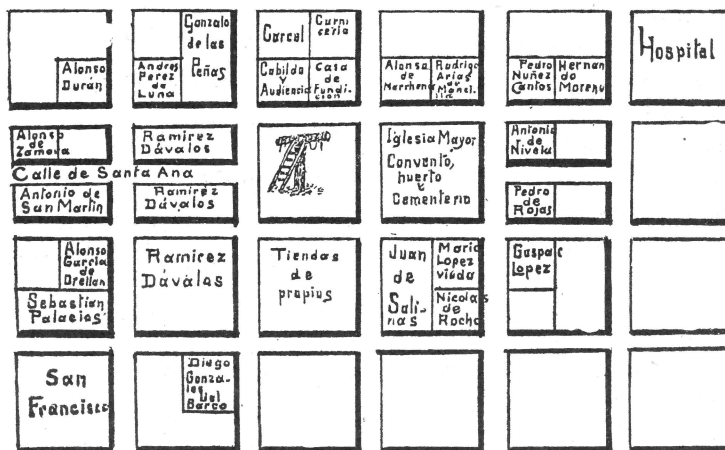 Alonso
Durán
Andres
Perez
de
Luna
Gonzalo
de las
Peñas
Carcel
Carni
ceria
Cabildo
y
Audiencia
Casa
de
Fundi-
cion
Alonso
de
Marchena
Rodrigo
Arias
de
Pedro
Nuñez
Cantos
Hernan
do
Moreno
Hospital
Alonso
de
Zamora
Ramirez
Dávalos
Iglesia Mayor
Convento,
huerto
y
Cementerio
Antonio
de
Calle de Santa Ana
Antonio de
San Martin
Ramirez
Dávalos
Pedro
de
Rojas
Alonso
Garcia
de
Orellan
Sebastian
Palacios
Ramirez
Dávalos
Tiendas
de
propios
Juan
de
Sali-
nas
Maria
Lopez
viuda
Nicolas
de
Rocha
Gaspar
Lopez
San
Francisco
Diego
Gonza-
les
Del
Barco